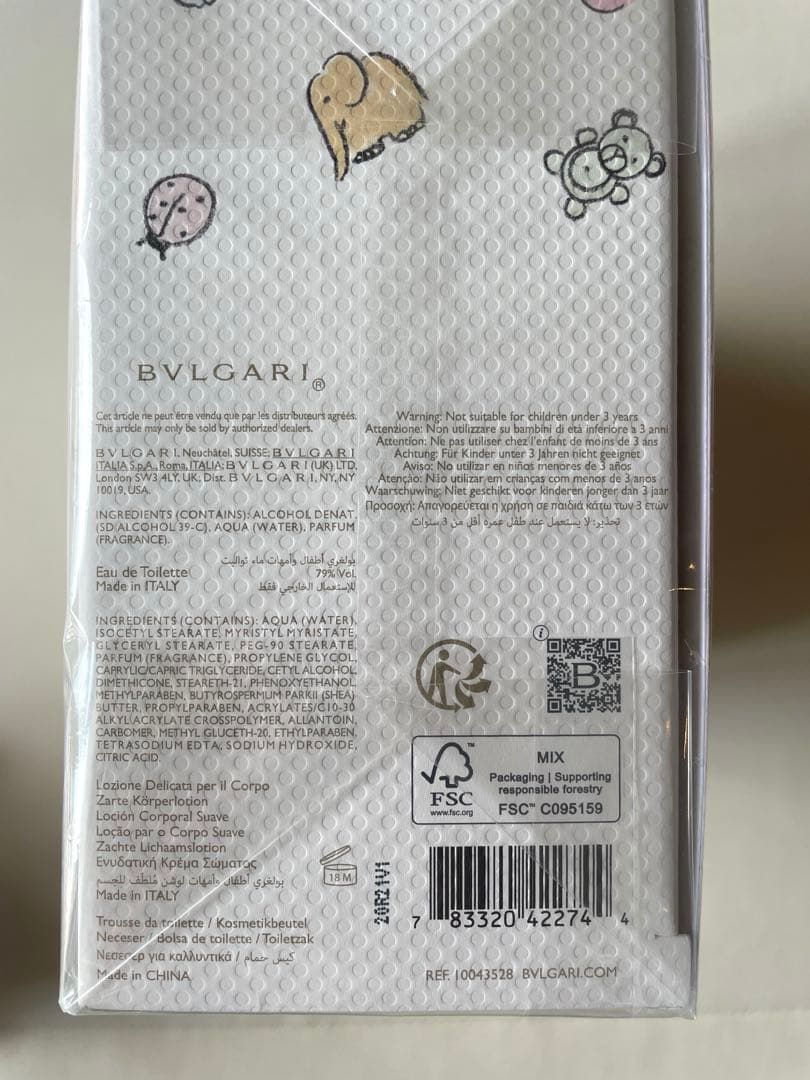 BVLGARI®
Cet article ne peut être vendu que par les distributeurs agréés.
This article may only be sold by authorized dealers.
BVLGARI, Neuchâtel, SUISSE; BVLGARI
ITALIA S.p.A., Roma, ITALIA; BVLGARI (UK) LTD,
London SW3 4LY, UK; Dist. BVLGARI, NY, NY
10019, USA.
INGREDIENTS (CONTAINS): ALCOHOL DENAT.
(SD ALCOHOL 39-C), AQUA (WATER), PARFUM
(FRAGRANCE).
بولغري أطفال وأمهات ماء تواليت
Eau de Toilette 79% Vol.
Made in ITALY للإستعمال الخارجي فقط
INGREDIENTS (CONTAINS): AQUA (WATER),
ISOCETYL STEARATE, MYRISTYL MYRISTATE,
GLYCERYL STEARATE, PEG-90 STEARATE,
PARFUM (FRAGRANCE), PROPYLENE GLYCOL,
CAPRYLIC/CAPRIC TRIGLYCERIDE, CETYL ALCOHOL,
DIMETHICONE, STEARETH-21, PHENOXYETHANOL,
METHYLPARABEN, BUTYROSPERMUM PARKII (SHEA)
BUTTER, PROPYLPARABEN, ACRYLATES/C10-30
ALKYL ACRYLATE CROSSPOLYMER, ALLANTOIN,
CARBOMER, METHYL GLUCETH-20, ETHYLPARABEN,
TETRASODIUM EDTA, SODIUM HYDROXIDE,
CITRIC ACID.
Lozione Delicata per il Corpo
Zarte Körperlotion
Loción Corporal Suave
Loção par o Corpo Suave
Zachte Lichaamslotion
Ενυδατική Κρέμα Σώματος
بولغري أطفال وأمهات لوشن مُلَطّف للجسم
Made in ITALY
18 M
Trousse da toilette / Kosmetikbeutel
Neceser / Bolsa de toilette / Toiletzak
Νεσεσέρ για καλλυντικά / كيس حمام
Made in CHINA
Warning: Not suitable for children under 3 years
Attenzione: Non utilizzare su bambini di età inferiore a 3 anni
Attention: Ne pas utiliser chez l'enfant de moins de 3 ans
Achtung: Für Kinder unter 3 Jahren nicht geeignet
Aviso: No utilizar en niños menores de 3 años
Atenção: Não utilizar em crianças com menos de 3 anos
Waarschuwing: Niet geschikt voor kinderen jonger dan 3 jaar
Προσοχή: Απαγορεύεται η χρήση σε παιδιά κάτω των 3 ετών
تحذير: لا يستعمل عند طفل عمره أقل من 3 سنوات
i
B
FSC™
www.fsc.org
MIX
Packaging | Supporting
responsible forestry
FSC™ C095159
20R21V1
7 83320 42274 4
REF. 10043528 BVLGARI.COM